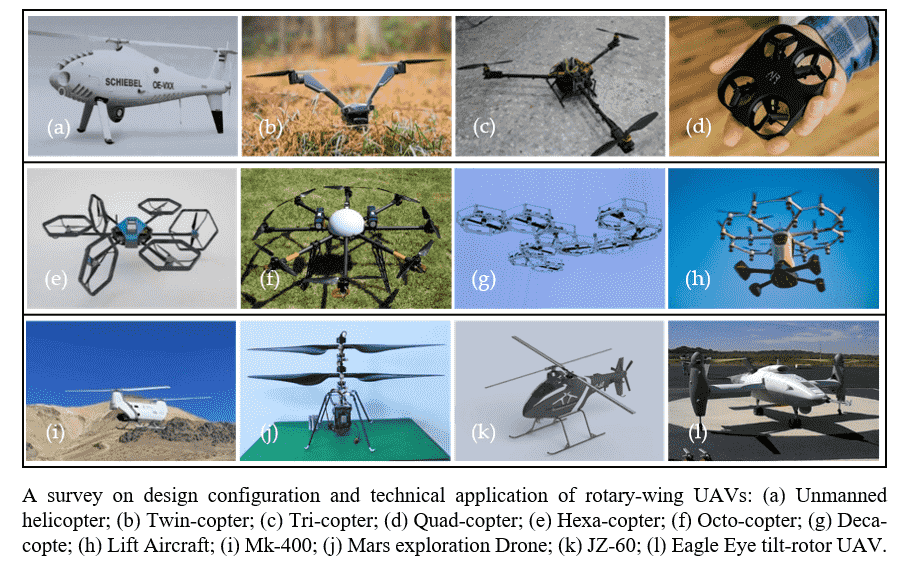 SCHIEBEL OE-VXX
(a) (b) (c) (d)
(e) (f) (g) (h)
(i) (j) (k) (l)
A survey on design configuration and technical application of rotary-wing UAVs: (a) Unmanned
helicopter; (b) Twin-copter; (c) Tri-copter; (d) Quad-copter; (e) Hexa-copter; (f) Octo-copter; (g) Deca-
copte; (h) Lift Aircraft; (i) Mk-400; (j) Mars exploration Drone; (k) JZ-60; (l) Eagle Eye tilt-rotor UAV.